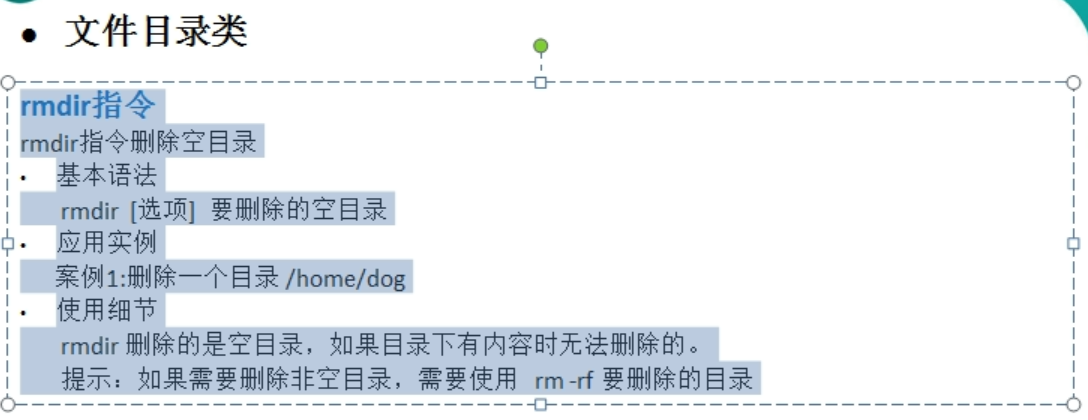 • 文件目录类
rmdir指令
rmdir指令删除空目录
• 基本语法
rmdir [选项] 要删除的空目录
• 应用实例
案例1:删除一个目录 /home/dog
• 使用细节
rmdir 删除的是空目录，如果目录下有内容时无法删除的。
提示：如果需要删除非空目录，需要使用 rm -rf 要删除的目录